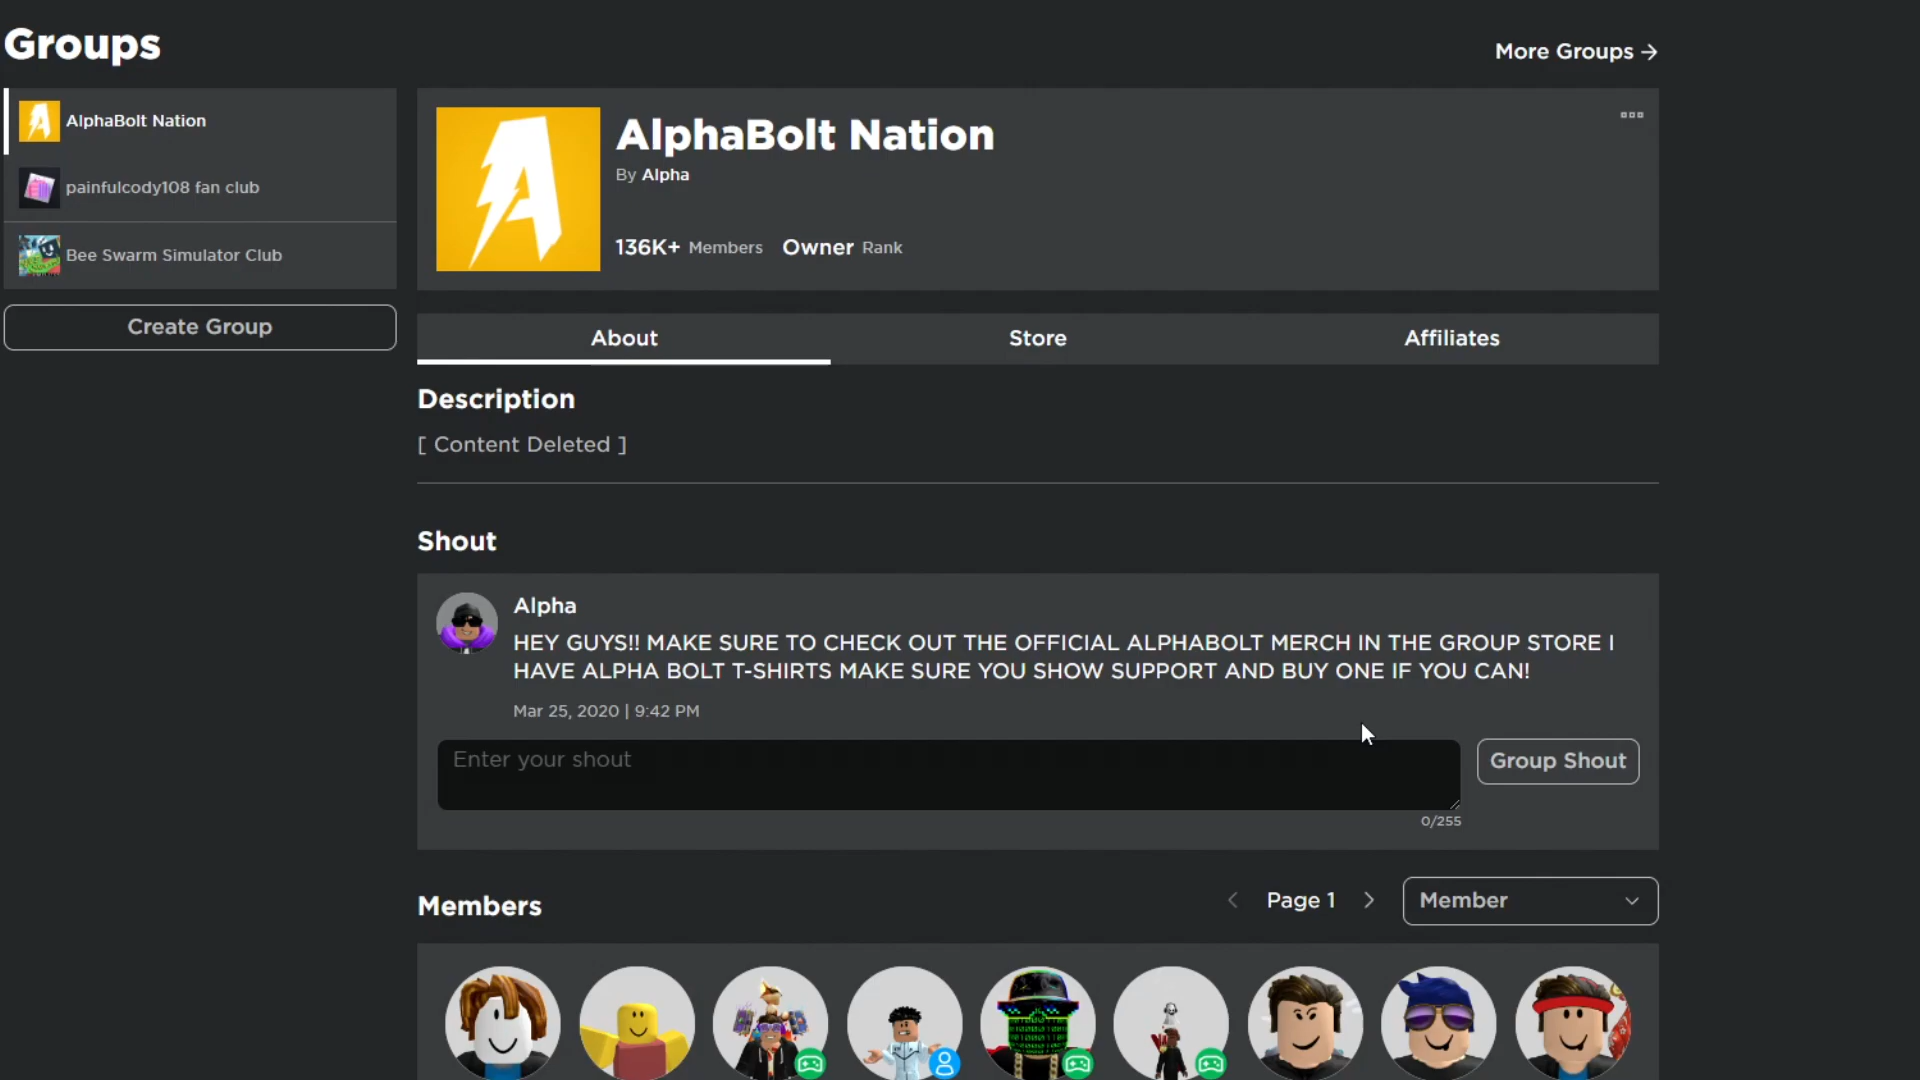 Groups
More Groups →
AlphaBolt Nation
painfulcody108 fan club
Bee Swarm Simulator Club
Create Group
AlphaBolt Nation
By Alpha
136K+ Members Owner Rank
About Store Affiliates
Description
[ Content Deleted ]
Shout
Alpha
HEY GUYS!! MAKE SURE TO CHECK OUT THE OFFICIAL ALPHABOLT MERCH IN THE GROUP STORE I
HAVE ALPHA BOLT T-SHIRTS MAKE SURE YOU SHOW SUPPORT AND BUY ONE IF YOU CAN!
Mar 25, 2020 | 9:42 PM
Enter your shout
Group Shout
0/255
Members
Page 1
Member